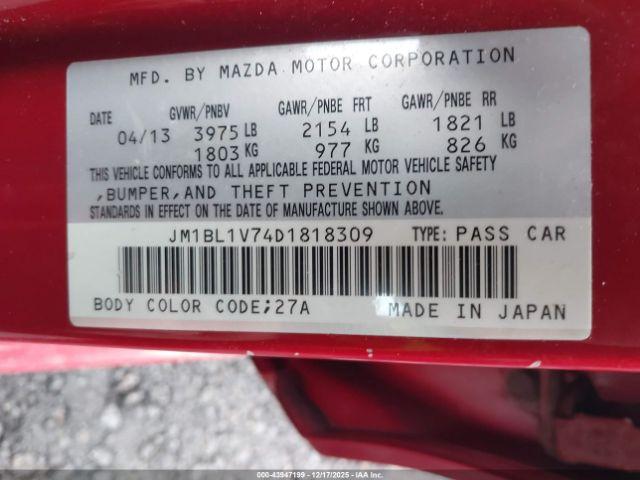 MFD. BY MAZDA MOTOR CORPORATION
DATE GVWR/PNBV GAWR/PNBE FRT GAWR/PNBE RR
04/13 3975 LB 2154 LB 1821 LB
1803 KG 977 KG 826 KG
THIS VEHICLE CONFORMS TO ALL APPLICABLE FEDERAL MOTOR VEHICLE SAFETY
,BUMPER,AND THEFT PREVENTION
STANDARDS IN EFFECT ON THE DATE OF MANUFACTURE SHOWN ABOVE.
JM1BL1V74D1818309 TYPE: PASS CAR
BODY COLOR CODE;27A MADE IN JAPAN
000-43947199 - 12/17/2025 - IAA Inc.